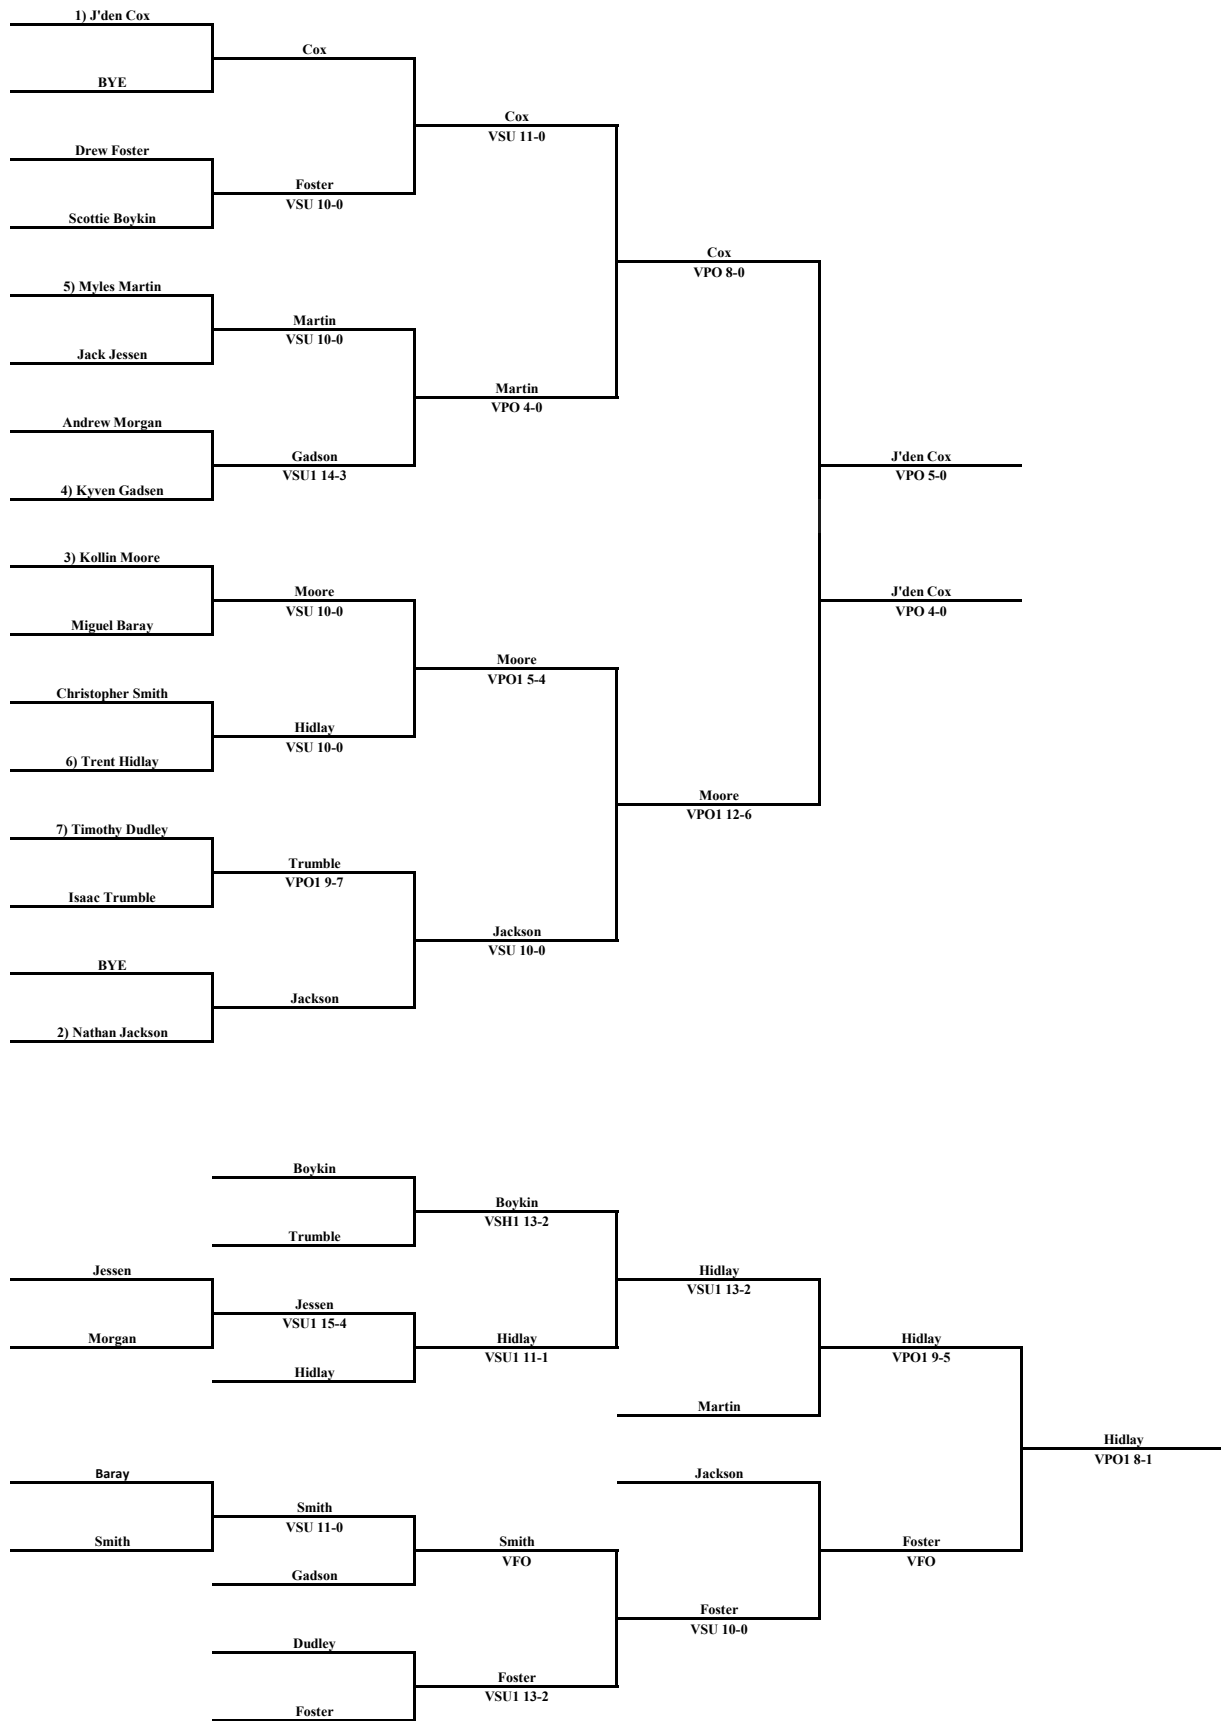 1) J'den Cox
Cox
BYE
Cox
VSU 11-0
Drew Foster
Foster
VSU 10-0
Scottie Boykin
Cox
VPO 8-0
5) Myles Martin
Martin
VSU 10-0
Jack Jessen
Martin
VPO 4-0
Andrew Morgan
Gadson
VSU1 14-3
J'den Cox
VPO 5-0
4) Kyven Gadsen
3) Kollin Moore
Moore
VSU 10-0
J'den Cox
VPO 4-0
Miguel Baray
Moore
VPO1 5-4
Christopher Smith
Hidlay
VSU 10-0
6) Trent Hidlay
Moore
VPO1 12-6
7) Timothy Dudley
Trumble
VPO1 9-7
Isaac Trumble
Jackson
VSU 10-0
BYE
Jackson
2) Nathan Jackson
Boykin
Boykin
VSH1 13-2
Trumble
Jessen
Hidlay
VSU1 13-2
Jessen
VSU1 15-4
Morgan
Hidlay
VSU1 11-1
Hidlay
VPO1 9-5
Hidlay
Martin
Hidlay
VPO1 8-1
Baray
Jackson
Smith
VSU 11-0
Smith
Smith
VFO
Foster
VFO
Gadson
Foster
VSU 10-0
Dudley
Foster
VSU1 13-2
Foster